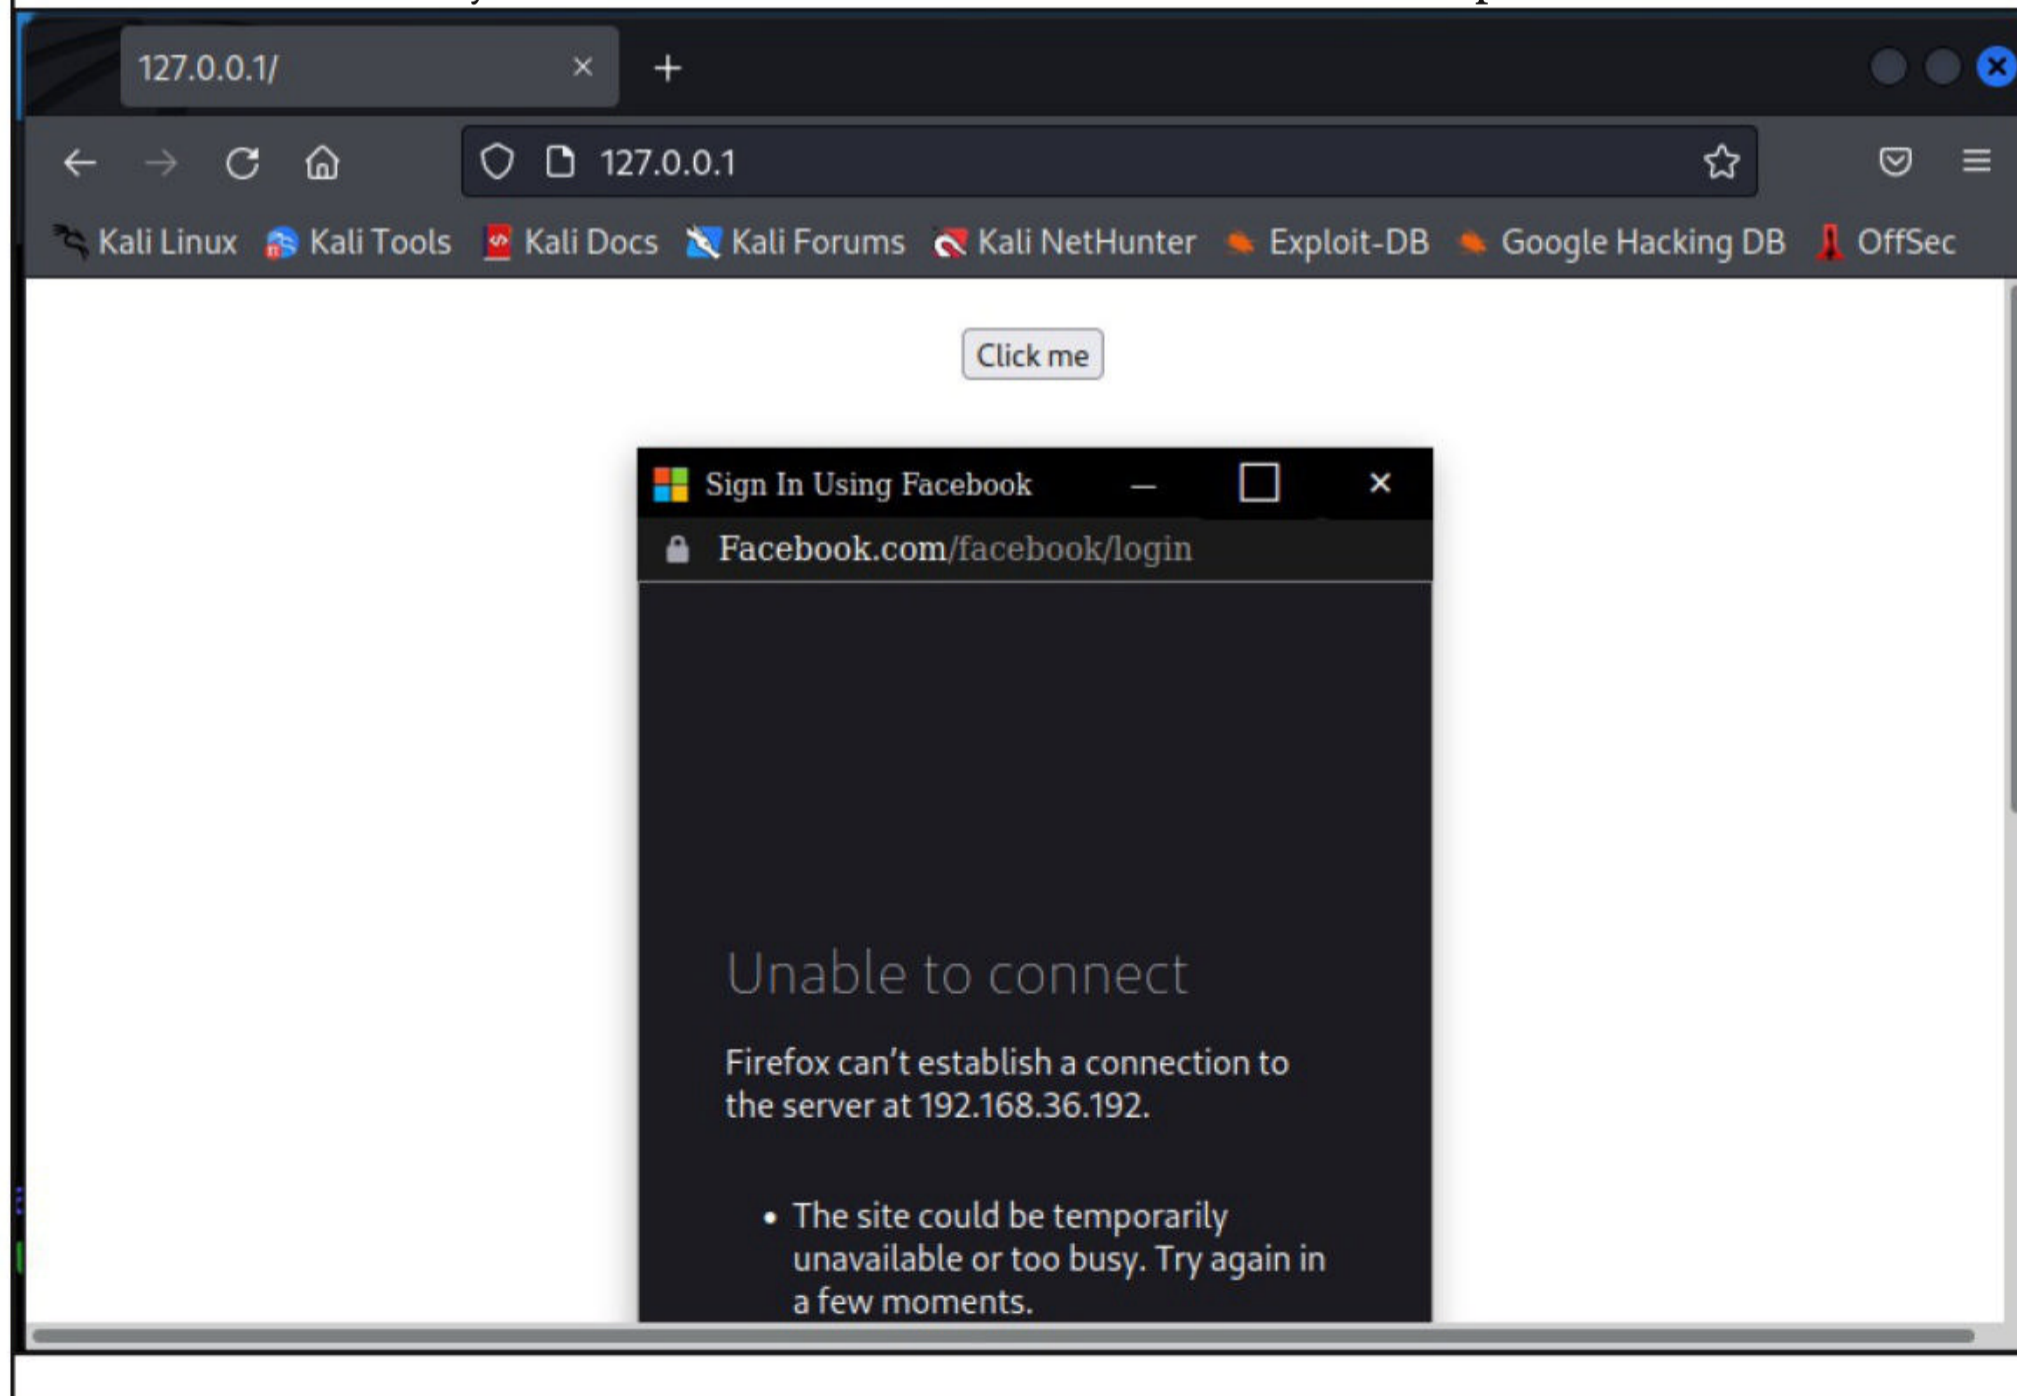 127.0.0.1/
127.0.0.1
Kali Linux Kali Tools Kali Docs Kali Forums Kali NetHunter Exploit-DB Google Hacking DB OffSec
Click me
Sign In Using Facebook
Facebook.com/facebook/login
Unable to connect
Firefox can’t establish a connection to
the server at 192.168.36.192.
• The site could be temporarily
unavailable or too busy. Try again in
a few moments.